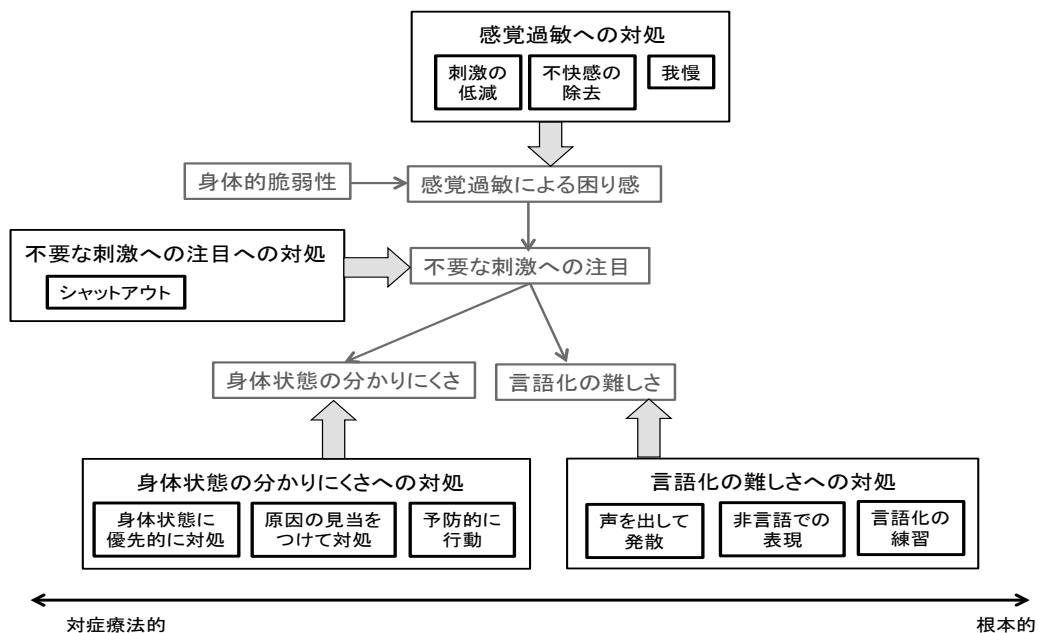 感覚過敏への対処
刺激の
低減
不快感の
除去
我慢
身体的脆弱性
感覚過敏による困り感
不要な刺激への注目への対処
シャットアウト
不要な刺激への注目
身体状態の分かりにくさ
言語化の難しさ
身体状態の分かりにくさへの対処
身体状態に
優先的に対処
原因の見当を
つけて対処
予防的に
行動
言語化の難しさへの対処
声を出して
発散
非言語での
表現
言語化の
練習
対症療法的
根本的